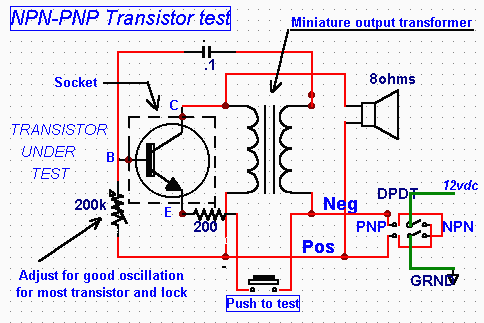 NPN-PNP Transistor test
Miniature output transformer
.1
Socket
8ohms
C
TRANSISTOR
UNDER
TEST
B
12vdc
DPDT
200k
E
Neg
200
PNP
NPN
Pos
Adjust for good oscillation
for most transistor and lock
GRND
Push to test